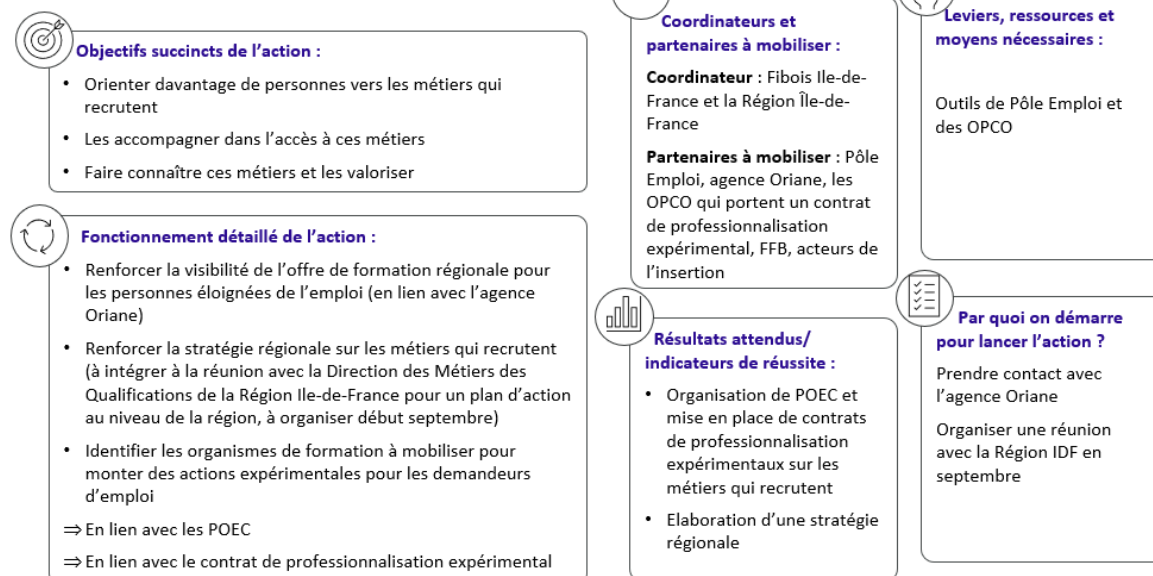 Objectifs succincts de l’action :
• Orienter davantage de personnes vers les métiers qui
recrutent
• Les accompagner dans l’accès à ces métiers
• Faire connaître ces métiers et les valoriser
Fonctionnement détaillé de l’action :
• Renforcer la visibilité de l’offre de formation régionale pour
les personnes éloignées de l’emploi (en lien avec l’agence
Oriane)
• Renforcer la stratégie régionale sur les métiers qui recrutent
(à intégrer à la réunion avec la Direction des Métiers des
Qualifications de la Région Ile-de-France pour un plan d’action
au niveau de la région, à organiser début septembre)
• Identifier les organismes de formation à mobiliser pour
monter des actions expérimentales pour les demandeurs
d’emploi
⇒ En lien avec les POEC
⇒ En lien avec le contrat de professionnalisation expérimental
Coordinateurs et
partenaires à mobiliser :
Coordinateur : Fibois Ile-de-
France et la Région Île-de-
France
Partenaires à mobiliser : Pôle
Emploi, agence Oriane, les
OPCO qui portent un contrat
de professionnalisation
expérimental, FFB, acteurs de
l’insertion
Résultats attendus/
indicateurs de réussite :
• Organisation de POEC et
mise en place de contrats
de professionnalisation
expérimentaux sur les
métiers qui recrutent
• Elaboration d’une stratégie
régionale
Leviers, ressources et
moyens nécessaires :
Outils de Pôle Emploi et
des OPCO
Par quoi on démarre
pour lancer l’action ?
Prendre contact avec
l’agence Oriane
Organiser une réunion
avec la Région IDF en
septembre